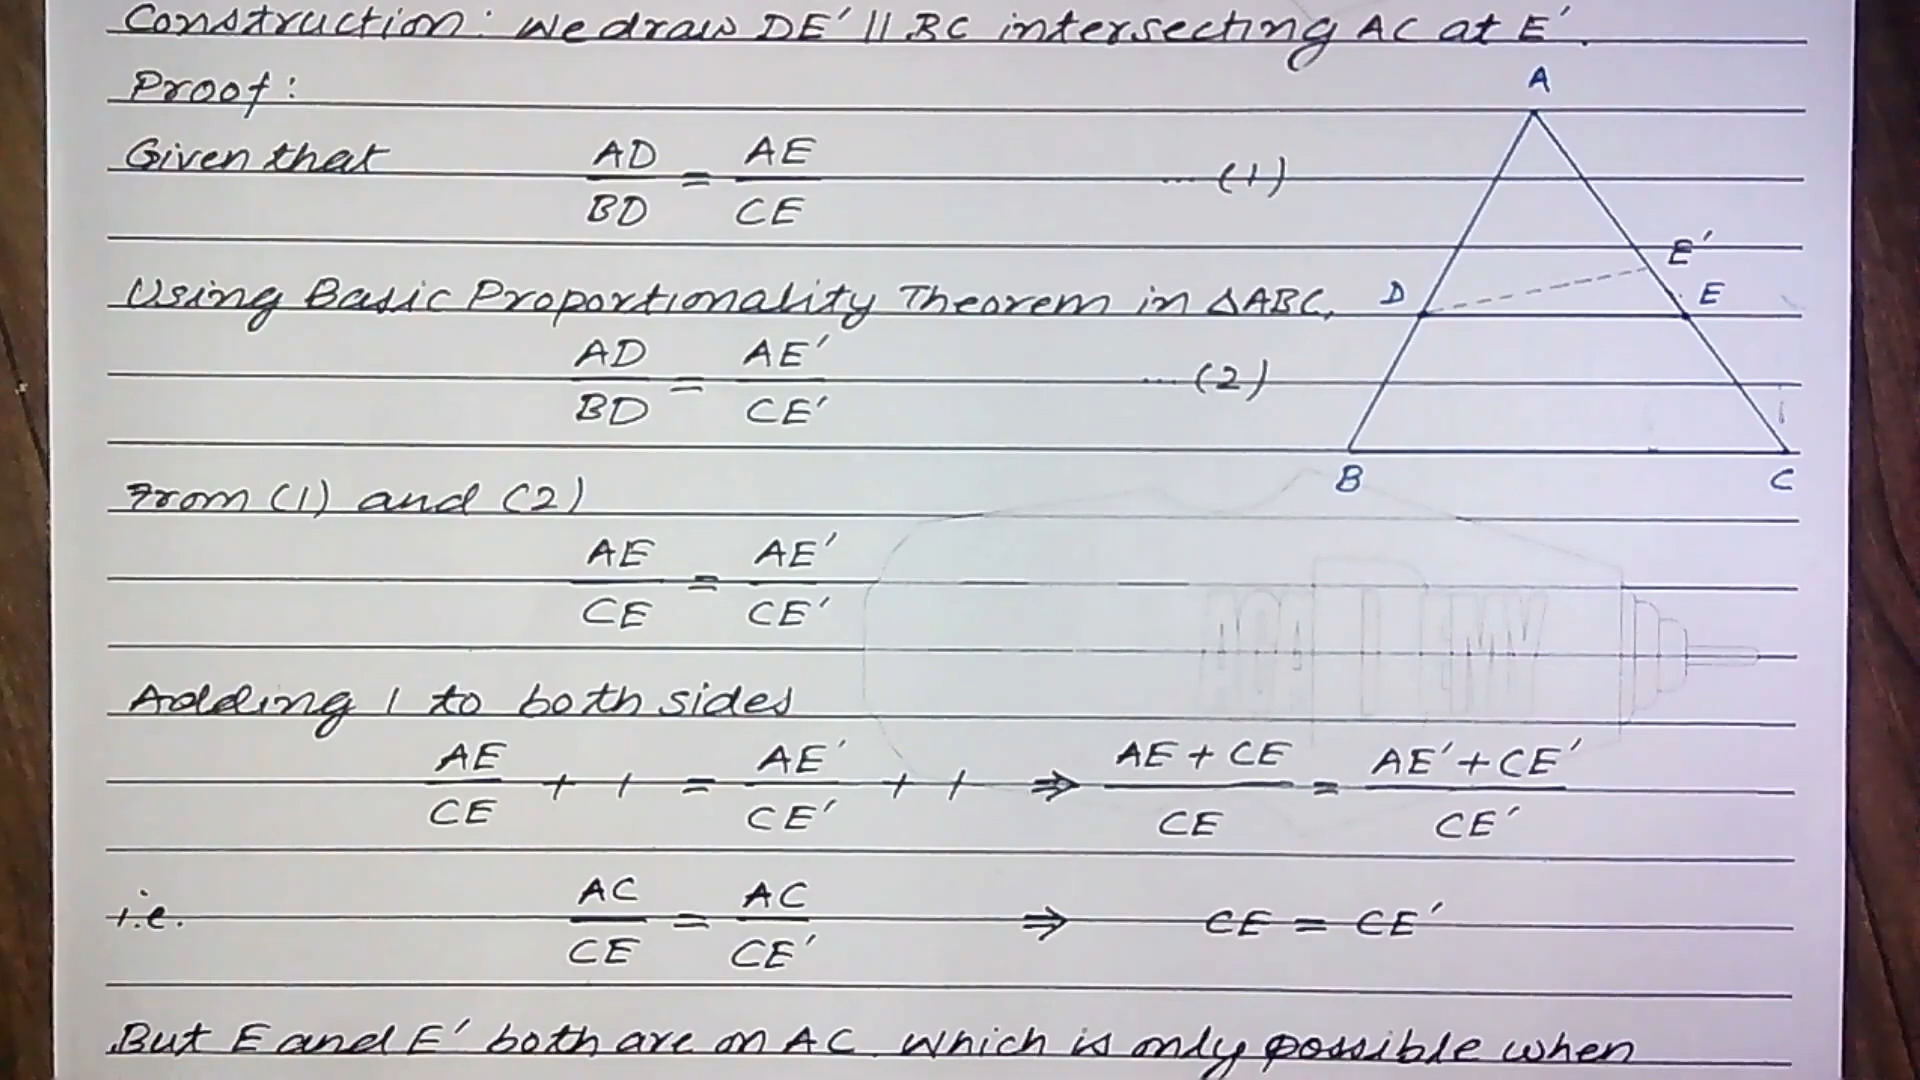 Construction: We draw DE' || BC intersecting AC at E'.
Proof:
Given that AD/BD = AE/CE ... (1)
Using Basic Proportionality Theorem in △ABC,
AD/BD = AE'/CE' ... (2)
From (1) and (2)
AE/CE = AE'/CE'
Adding 1 to both sides
AE/CE + 1 = AE'/CE' + 1 ⇒ AE + CE/CE = AE' + CE'/CE'
i.e. AC/CE = AC/CE' ⇒ CE = CE'
But E and E' both are on AC which is only possible when
A
E'
D E
B C